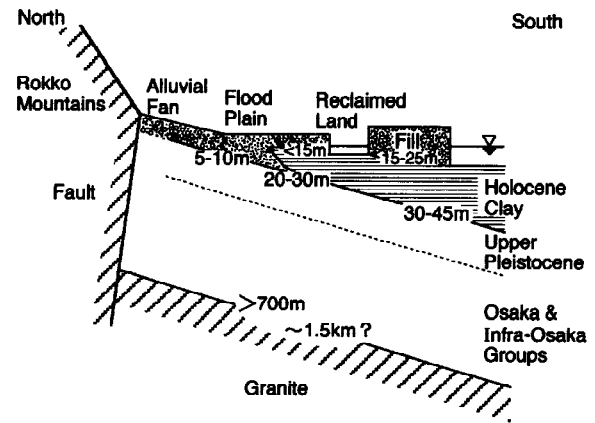 North
South
Rokko
Mountains
Alluvial
Fan
Flood
Plain
Reclaimed
Land
Fill
<15m
15-25m
5-10m
20-30m
Fault
30-45m
Holocene
Clay
Upper
Pleistocene
>700m
~1.5km ?
Osaka &
Infra-Osaka
Groups
Granite